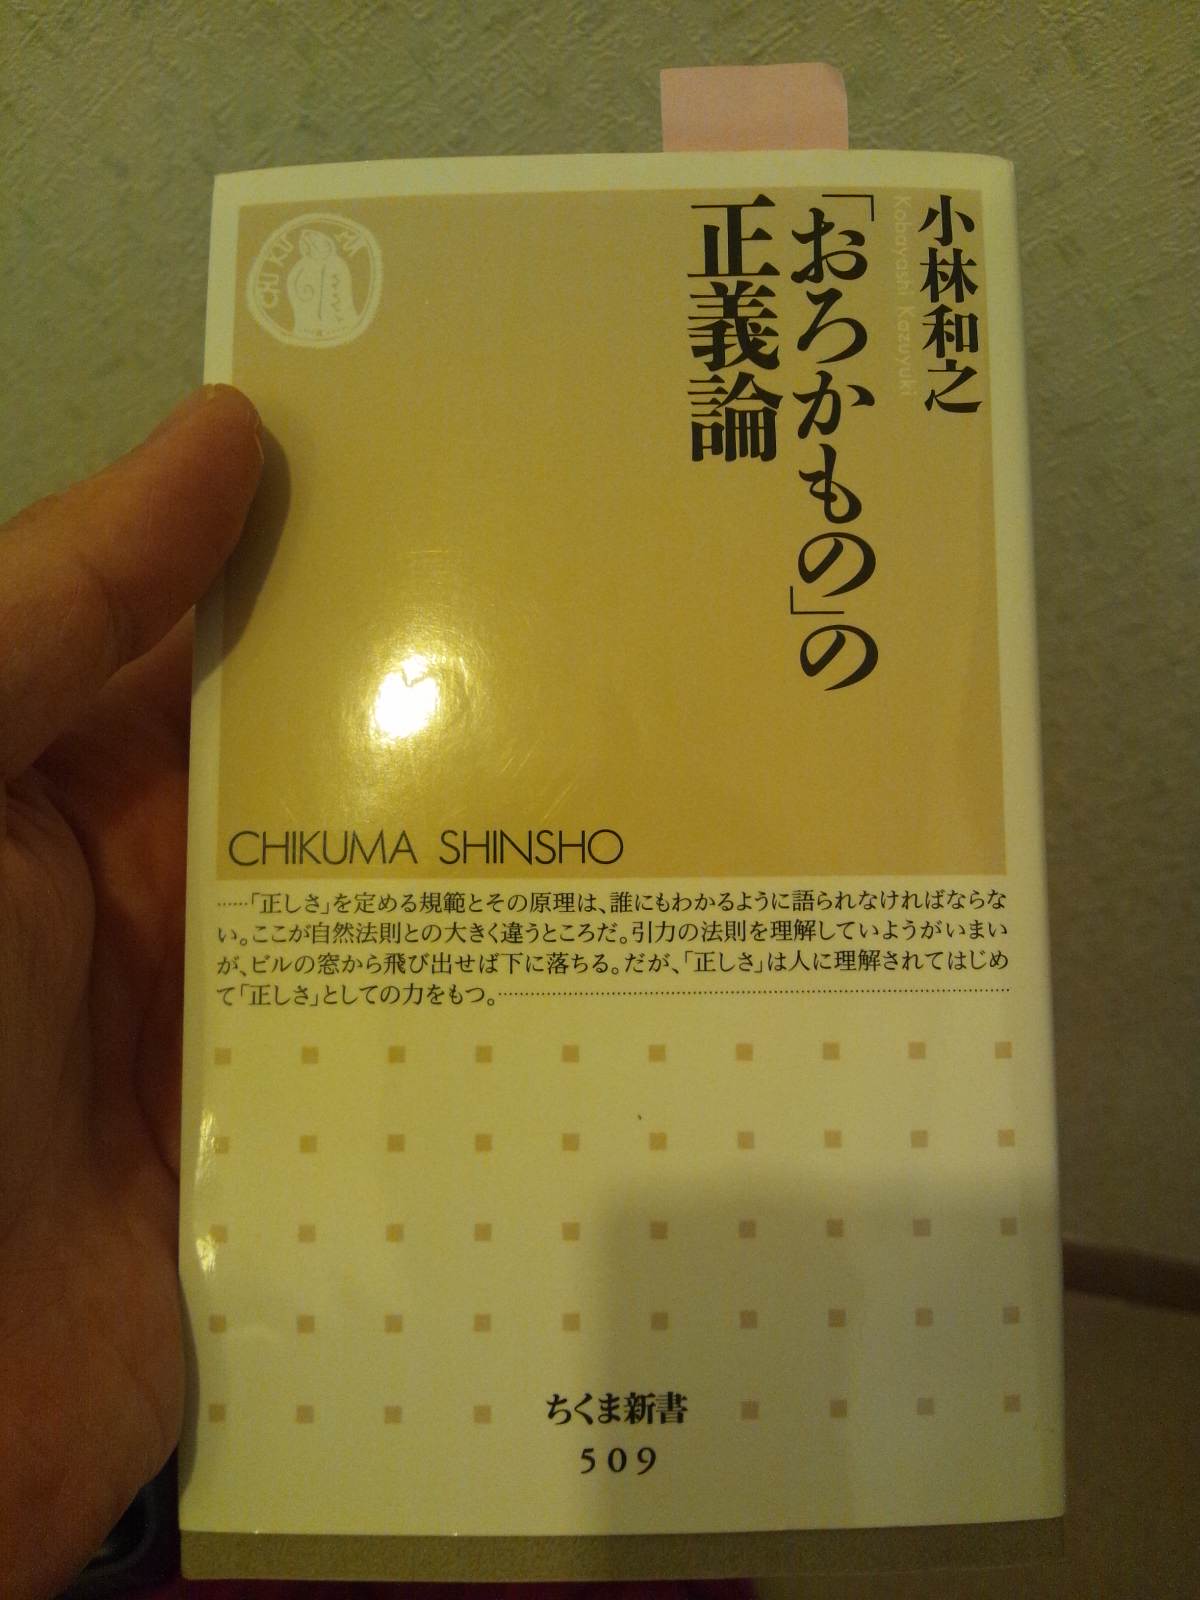 小林和之
Kobayashi Kazuyuki
「おろかもの」の
正義論
CHIKUMA
CHIKUMA SHINSHO
……「正しさ」を定める規範とその原理は、誰にもわかるように語られなければならな
い。ここが自然法則との大きく違うところだ。引力の法則を理解していようがいまい
が、ビルの窓から飛び出せば下に落ちる。だが、「正しさ」は人に理解されてはじめ
て「正しさ」としての力をもつ。……………………………………………………
ちくま新書
509